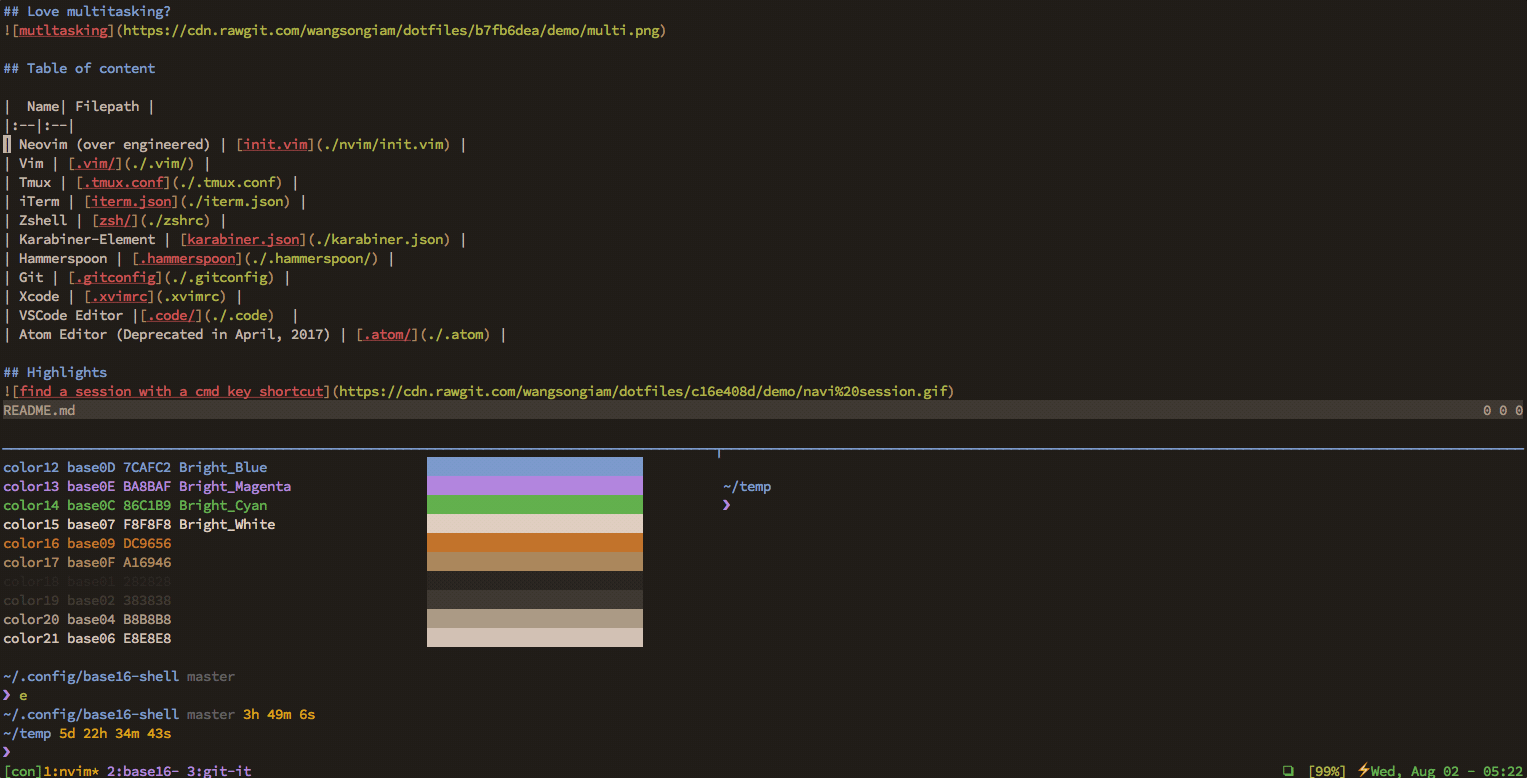 ## Love multitasking?
![mutltasking](https://cdn.rawgit.com/wangsongiam/dotfiles/b7fb6dea/demo/multi.png)
## Table of content
|  Name| Filepath |
|:--|:--|
| Neovim (over engineered) | [init.vim](./nvim/init.vim) |
| Vim | [.vim/](./.vim/) |
| Tmux | [.tmux.conf](./.tmux.conf) |
| iTerm | [iterm.json](./iterm.json) |
| Zshell | [zsh/](./zshrc) |
| Karabiner-Element | [karabiner.json](./karabiner.json) |
| Hammerspoon | [.hammerspoon](./.hammerspoon/) |
| Git | [.gitconfig](./.gitconfig) |
| Xcode | [.xvimrc](.xvimrc) |
| VSCode Editor |[.code/](./.code)  |
| Atom Editor (Deprecated in April, 2017) | [.atom/](./.atom) |
## Highlights
![find a session with a cmd key shortcut](https://cdn.rawgit.com/wangsongiam/dotfiles/c16e408d/demo/navi%20session.gif)
README.md 0 0 0
color12 base0D 7CAFC2 Bright_Blue
color13 base0E BA8BAF Bright_Magenta
color14 base0C 86C1B9 Bright_Cyan
color15 base07 F8F8F8 Bright_White
color16 base09 DC9656
color17 base0F A16946
color18 base01 282828
color19 base02 383838
color20 base04 B8B8B8
color21 base06 E8E8E8
~/.config/base16-shell master
❯ e
~/.config/base16-shell master 3h 49m 6s
~/temp 5d 22h 34m 43s
❯
~/temp
❯
[con]1:nvim* 2:base16- 3:git-it ❏ [99%] ⚡Wed, Aug 02 - 05:22